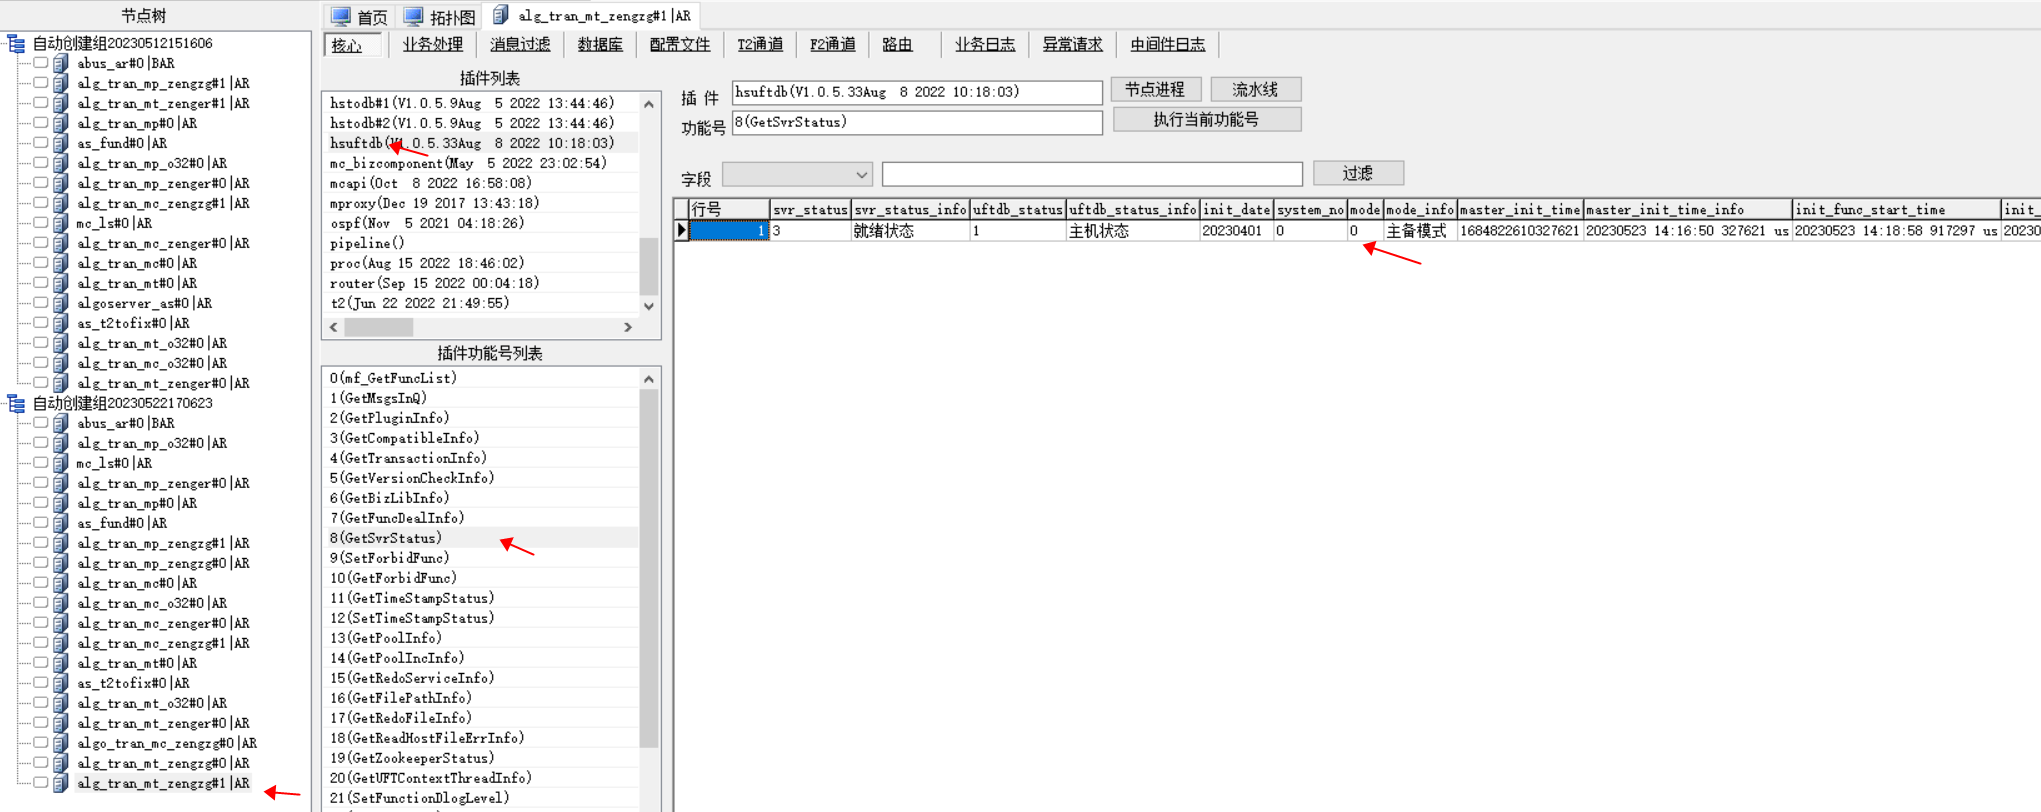 节点树
自动创建组20230512151606
abus_ar#0|BAR
alg_tran_mp_zengzg#1|AR
alg_tran_mt_zenger#1|AR
alg_tran_mp#0|AR
as_fund#0|AR
alg_tran_mp_o32#0|AR
alg_tran_mp_zenger#0|AR
alg_tran_mc_zengzg#1|AR
mc_ls#0|AR
alg_tran_mc_zenger#0|AR
alg_tran_mc#0|AR
alg_tran_mt#0|AR
algoserver_as#0|AR
as_t2tofix#0|AR
alg_tran_mt_o32#0|AR
alg_tran_mc_o32#0|AR
alg_tran_mt_zenger#0|AR
自动创建组20230522170623
abus_ar#0|BAR
alg_tran_mp_o32#0|AR
mc_ls#0|AR
alg_tran_mp_zenger#0|AR
alg_tran_mp#0|AR
as_fund#0|AR
alg_tran_mp_zengzg#1|AR
alg_tran_mp_zengzg#0|AR
alg_tran_mc#0|AR
alg_tran_mc_o32#0|AR
alg_tran_mc_zenger#0|AR
alg_tran_mc_zengzg#1|AR
alg_tran_mt#0|AR
as_t2tofix#0|AR
alg_tran_mt_o32#0|AR
alg_tran_mt_zenger#0|AR
algo_tran_mc_zengzg#0|AR
alg_tran_mt_zengzg#0|AR
alg_tran_mt_zengzg#1|AR
首页 拓扑图 alg_tran_mt_zengzg#1|AR
核心 业务处理 消息过滤 数据库 配置文件 T2通道 F2通道 路由 业务日志 异常请求 中间件日志
插件列表
hstodb#1(V1.0.5.9Aug  5 2022 13:44:46)
hstodb#2(V1.0.5.9Aug  5 2022 13:44:46)
hsuftdb(V1.0.5.33Aug  8 2022 10:18:03)
mc_bizcomponent(May  5 2022 23:02:54)
mcapi(Oct  8 2022 16:58:08)
mproxy(Dec 19 2017 13:43:18)
ospf(Nov  5 2021 04:18:26)
pipeline()
proc(Aug 15 2022 18:46:02)
router(Sep 15 2022 00:04:18)
t2(Jun 22 2022 21:49:55)
插件功能号列表
0(mf_GetFuncList)
1(GetMsgsInQ)
2(GetPluginInfo)
3(GetCompatibleInfo)
4(GetTransactionInfo)
5(GetVersionCheckInfo)
6(GetBizLibInfo)
7(GetFuncDealInfo)
8(GetSvrStatus)
9(SetForbidFunc)
10(GetForbidFunc)
11(GetTimeStampStatus)
12(SetTimeStampStatus)
13(GetPoolInfo)
14(GetPoolIncInfo)
15(GetRedoServiceInfo)
16(GetFilePathInfo)
17(GetRedoFileInfo)
18(GetReadHostFileErrInfo)
19(GetZookeeperStatus)
20(GetUFTContextThreadInfo)
21(SetFunctionDlogLevel)
插 件 hsuftdb(V1.0.5.33Aug  8 2022 10:18:03) 节点进程 流水线
功能号 8(GetSvrStatus) 执行当前功能号
字段 过滤
行号 svr_status svr_status_info uftdb_status uftdb_status_info init_date system_no mode mode_info master_init_time master_init_time_info init_func_start_time init_
1 3 就绪状态 1 主机状态 20230401 0 0 主备模式 1684822610327621 20230523 14:16:50 327621 us 20230523 14:18:58 917297 us 20230